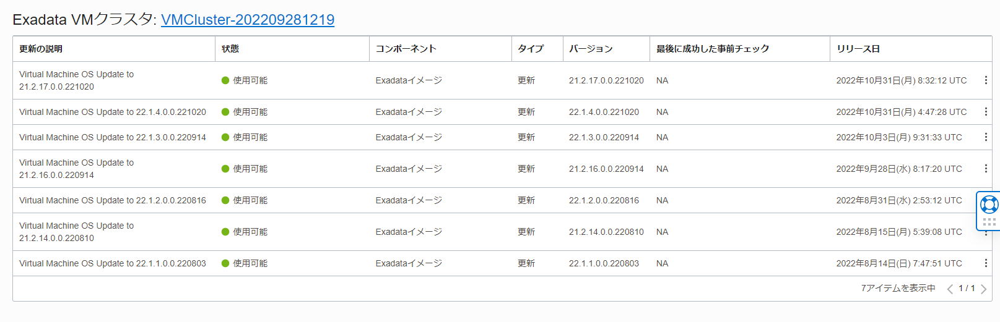 Exadata VMクラスタ: VMCluster-202209281219
更新の説明 状態 コンポーネント タイプ バージョン 最後に成功した事前チェック リリース日
Virtual Machine OS Update to
21.2.17.0.0.221020 使用可能 Exadataイメージ 更新 21.2.17.0.0.221020 NA 2022年10月31日(月) 8:32:12 UTC
Virtual Machine OS Update to 22.1.4.0.0.221020 使用可能 Exadataイメージ 更新 22.1.4.0.0.221020 NA 2022年10月31日(月) 4:47:28 UTC
Virtual Machine OS Update to 22.1.3.0.0.220914 使用可能 Exadataイメージ 更新 22.1.3.0.0.220914 NA 2022年10月3日(月) 9:31:33 UTC
Virtual Machine OS Update to
21.2.16.0.0.220914 使用可能 Exadataイメージ 更新 21.2.16.0.0.220914 NA 2022年9月28日(水) 8:17:20 UTC
Virtual Machine OS Update to 22.1.2.0.0.220816 使用可能 Exadataイメージ 更新 22.1.2.0.0.220816 NA 2022年8月31日(水) 2:53:12 UTC
Virtual Machine OS Update to
21.2.14.0.0.220810 使用可能 Exadataイメージ 更新 21.2.14.0.0.220810 NA 2022年8月15日(月) 5:39:08 UTC
Virtual Machine OS Update to 22.1.1.0.0.220803 使用可能 Exadataイメージ 更新 22.1.1.0.0.220803 NA 2022年8月14日(日) 7:47:51 UTC
7アイテムを表示中 1 / 1